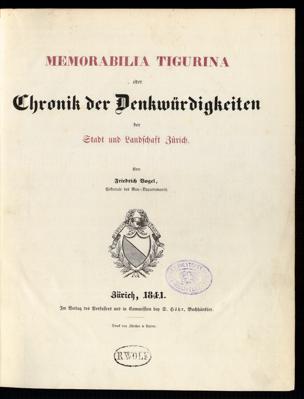 MEMORABILIA TIGURINA
oder
Chronik der Denkwürdigkeiten
der
Stadt und Landschaft Zürich.
Von
Friedrich Vogel,
Sekretair des Bau-Departements.
Zürich, 1841.
Im Verlag des Verfassers und in Commission bey S. Höhr, Buchhändler.
Druck von Zürcher & Furrer.
R WOLF